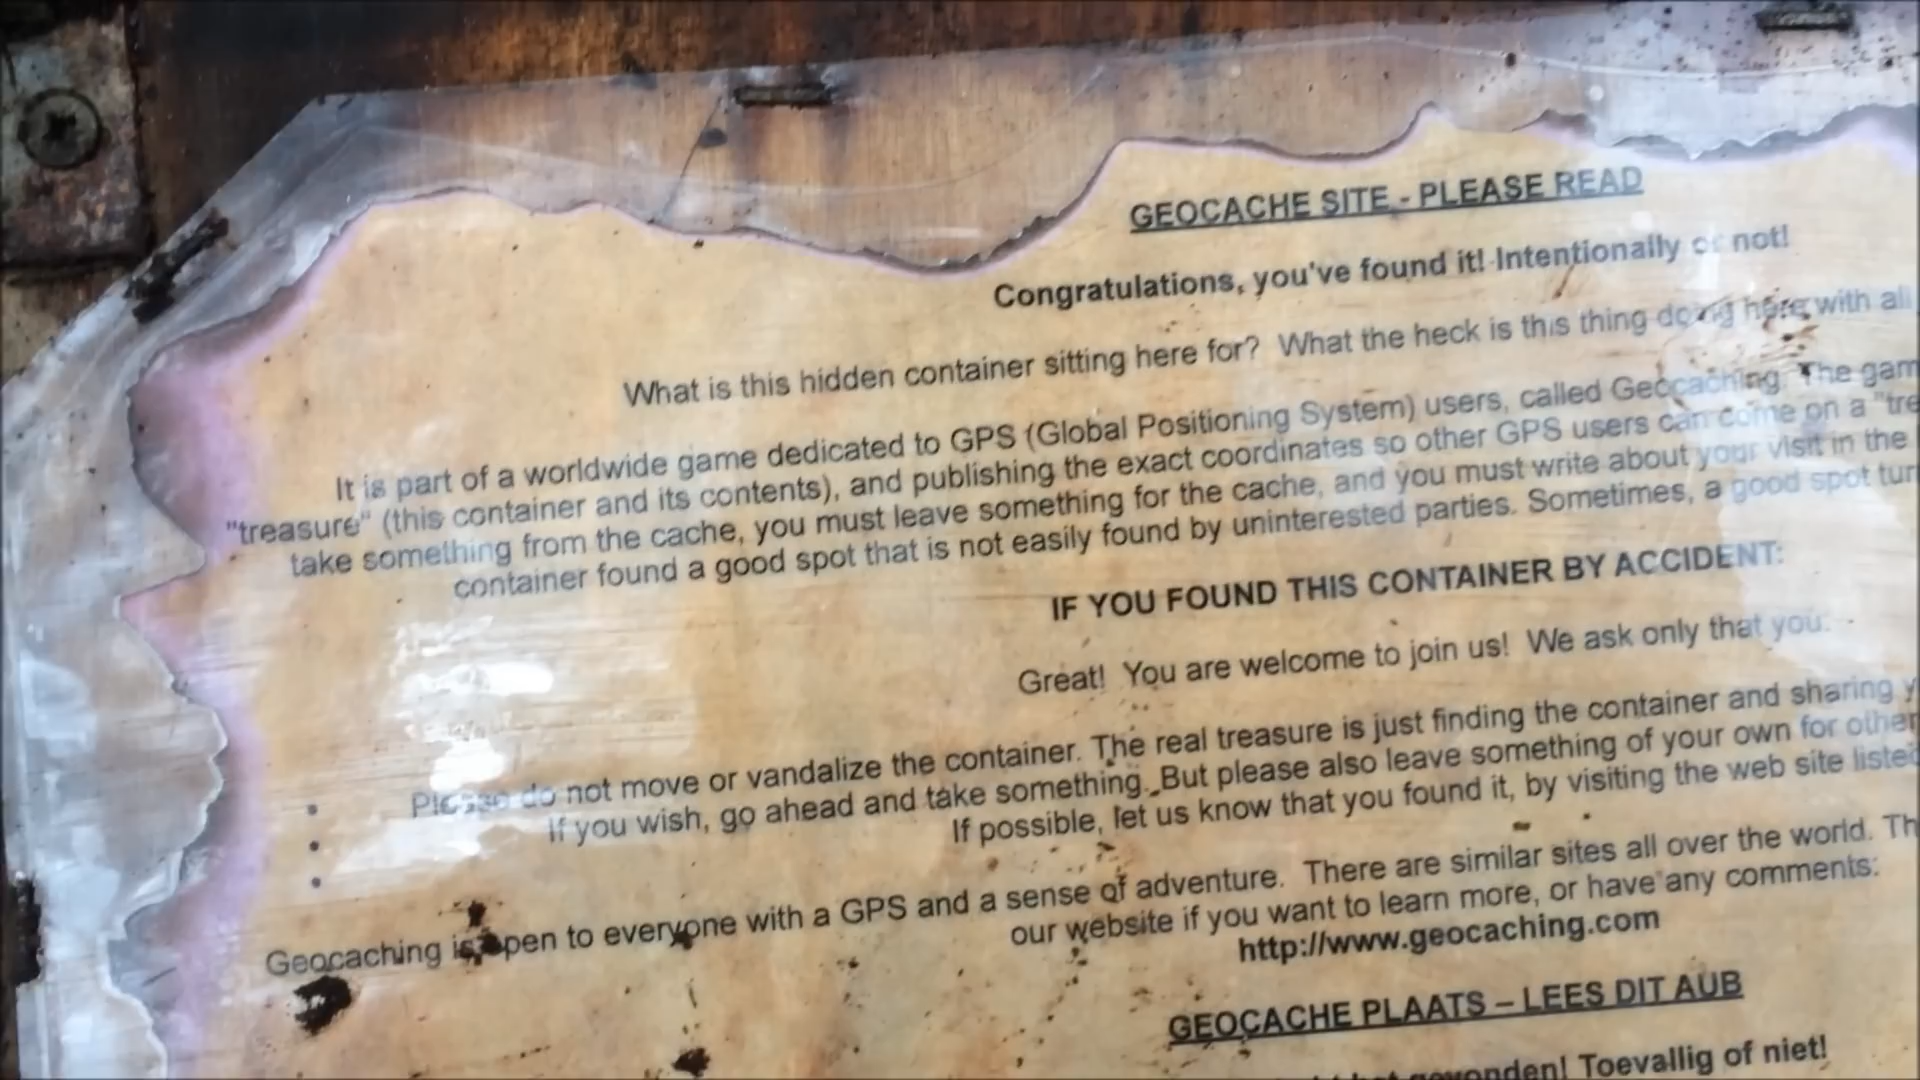 GEOCACHE SITE - PLEASE READ
Congratulations, you've found it! Intentionally or not!
What is this hidden container sitting here for? What the heck is this thing doing here with all
It is part of a worldwide game dedicated to GPS (Global Positioning System) users, called Geocaching. The
"treasure" (this container and its contents), and publishing the exact coordinates so other GPS users can come on a
take something from the cache, you must leave something for the cache, and you must write about your visit in the
container found a good spot that is not easily found by uninterested parties. Sometimes, a good spot
IF YOU FOUND THIS CONTAINER BY ACCIDENT:
Great! You are welcome to join us! We ask only that you:
• Please do not move or vandalize the container. The real treasure is just finding the container and sharing
• If you wish, go ahead and take something. But please also leave something of your own for
• If possible, let us know that you found it, by visiting the web site
Geocaching is open to everyone with a GPS and a sense of adventure. There are similar sites all over the world.
our website if you want to learn more, or have any comments:
http://www.geocaching.com
GEOCACHE PLAATS – LEES DIT AUB
gevonden! Toevallig of niet!